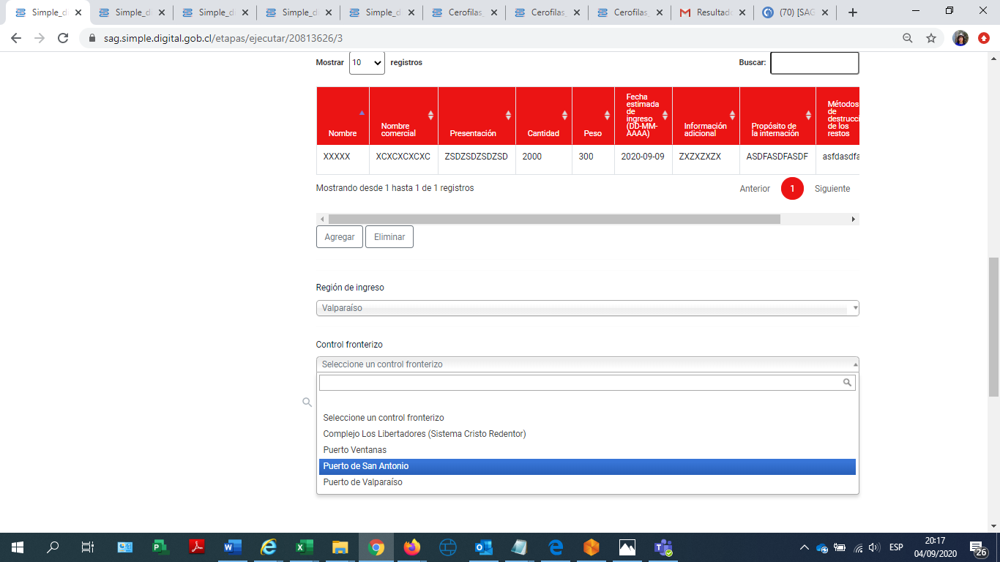 Simple_di
Simple_d
Simple_d
Simple_d
Simple_d
Cerofilas_
Cerofilas_
Cerofilas_
Resultado
(70) [SAG
sag.simple.digital.gob.cl/etapas/ejecutar/20813626/3
Mostrar 10 registros Buscar:
Nombre
Nombre comercial
Presentación
Cantidad
Peso
Fecha estimada de ingreso (DD-MM-AAAA)
Información adicional
Propósito de la internación
Métodos de destrucci de los restos
XXXXX XCXCXCXCXC ZSDZSDZSDZSD 2000 300 2020-09-09 ZXZXZXZX ASDFASDFASDF asfdasdfa
Mostrando desde 1 hasta 1 de 1 registros Anterior 1 Siguiente
Agregar Eliminar
Región de ingreso
Valparaíso
Control fronterizo
Seleccione un control fronterizo
Seleccione un control fronterizo
Complejo Los Libertadores (Sistema Cristo Redentor)
Puerto Ventanas
Puerto de San Antonio
Puerto de Valparaíso
ESP
20:17
04/09/2020
26